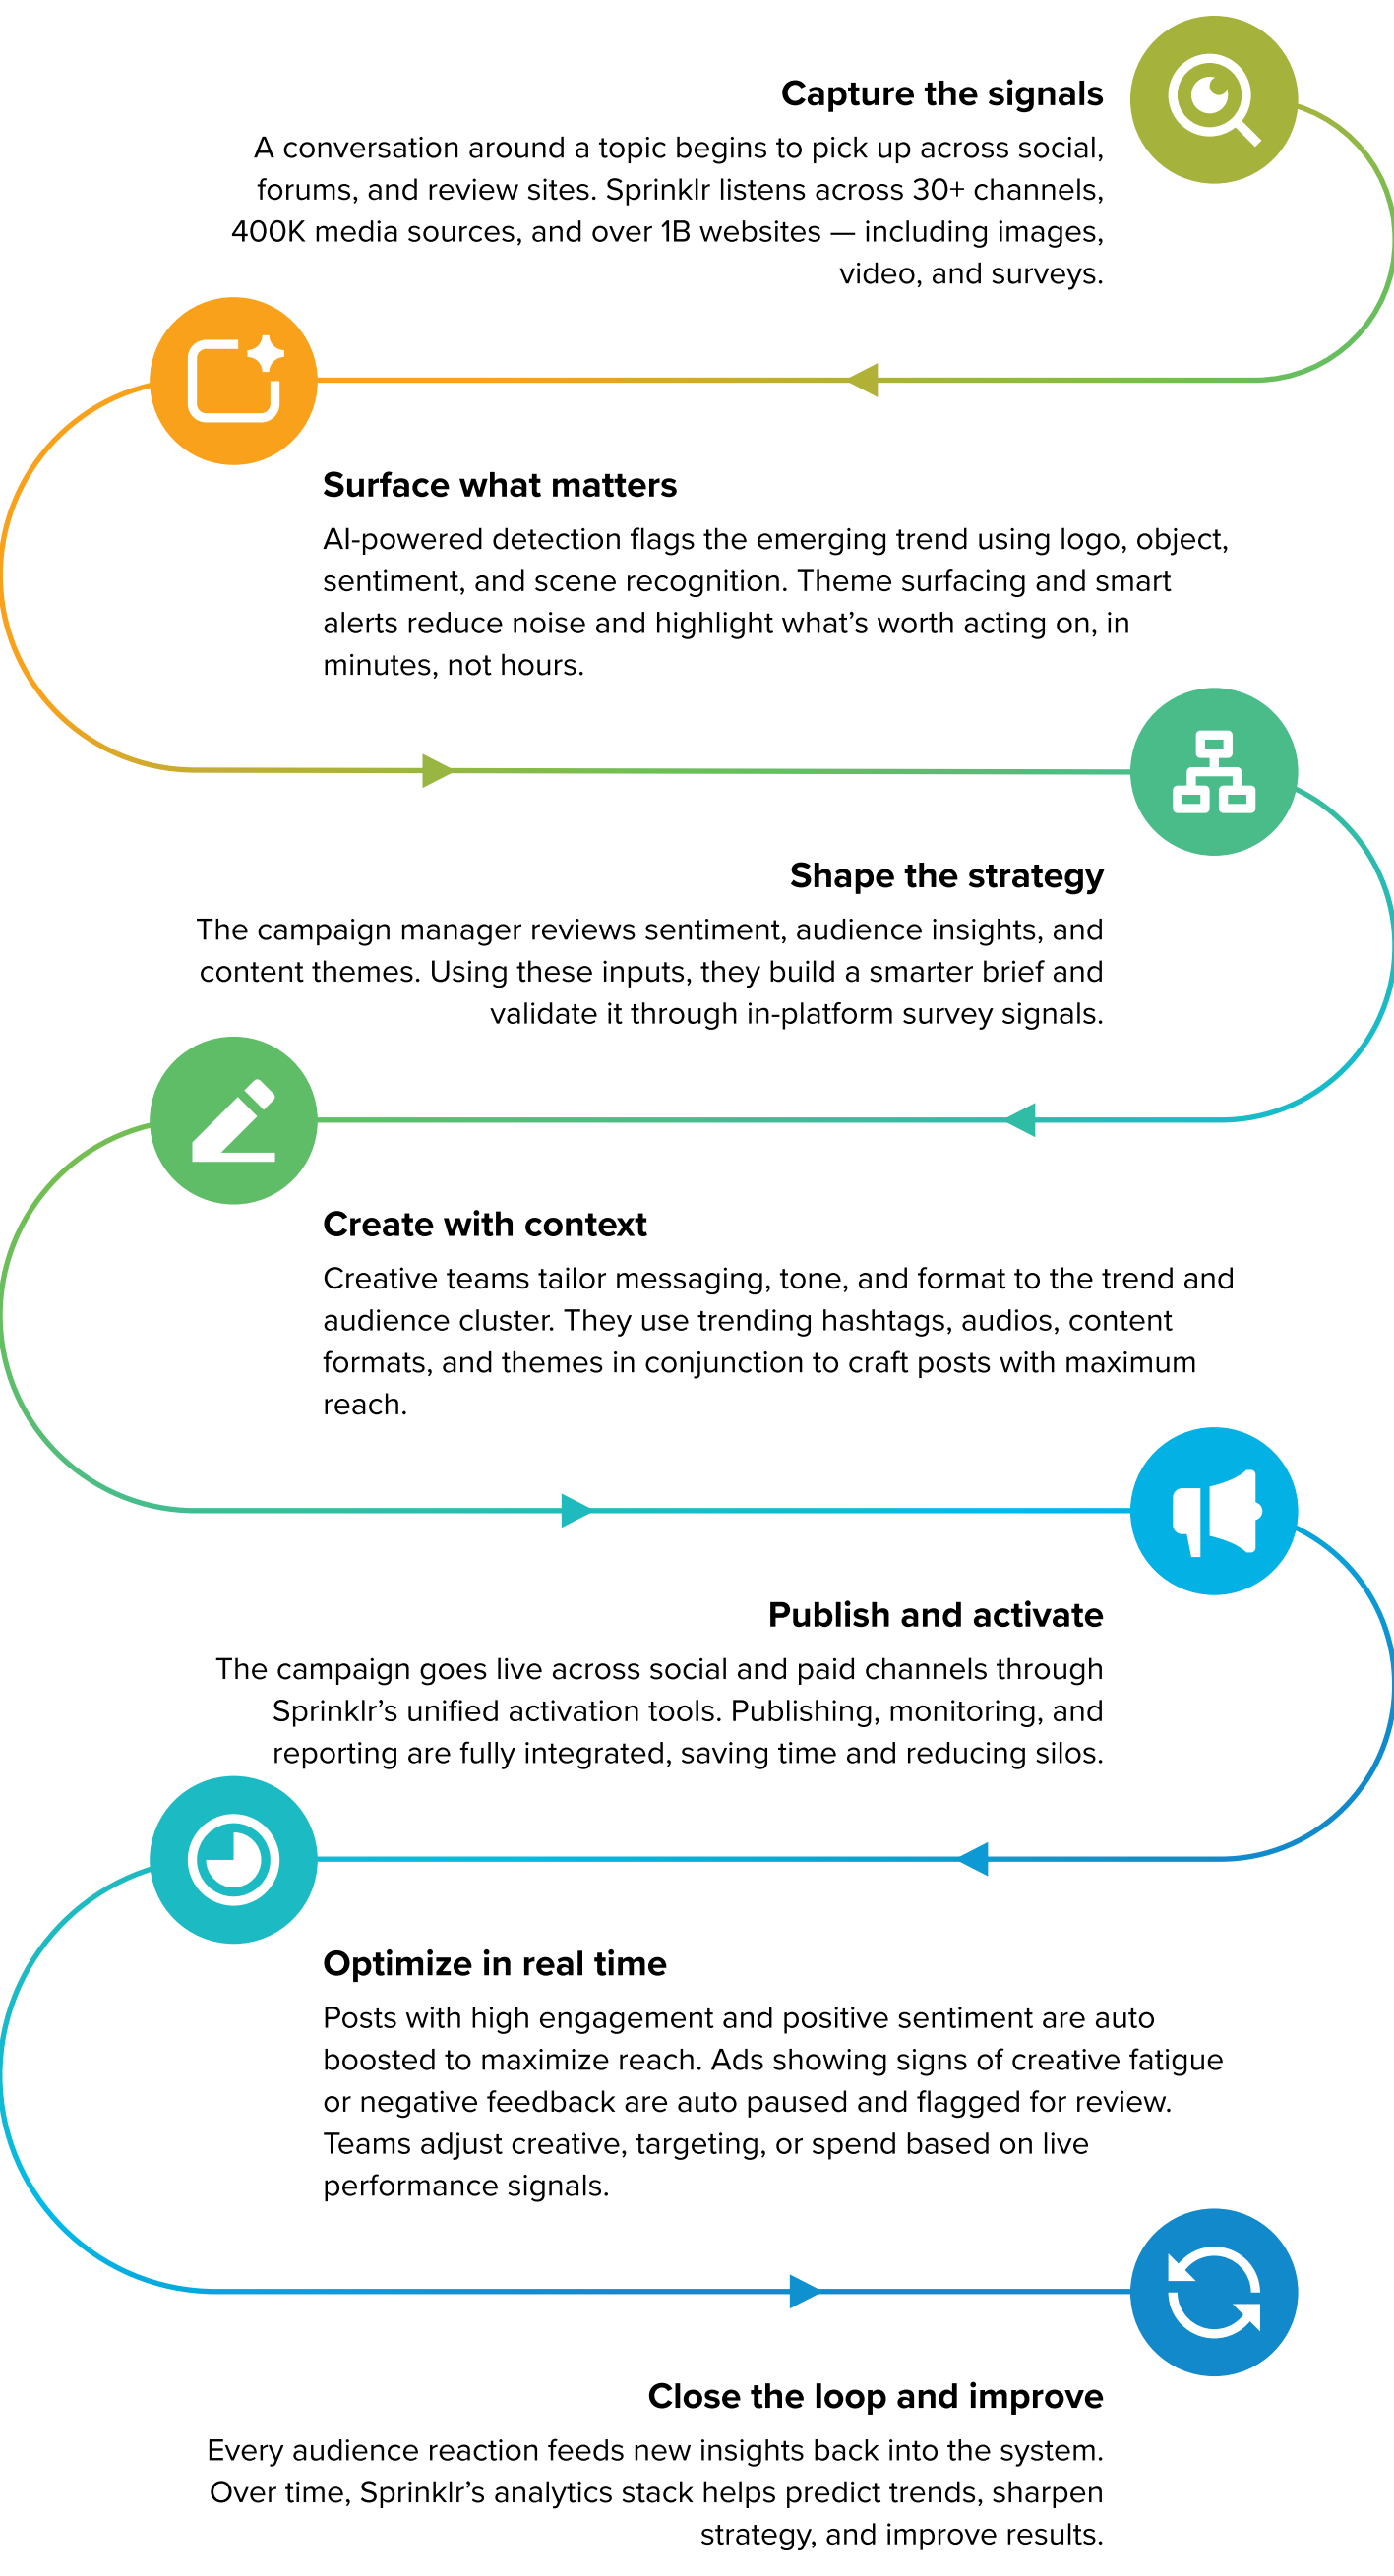 Capture the signals
A conversation around a topic begins to pick up across social,
forums, and review sites. Sprinklr listens across 30+ channels,
400K media sources, and over 1B websites — including images,
video, and surveys.
Surface what matters
AI-powered detection flags the emerging trend using logo, object,
sentiment, and scene recognition. Theme surfacing and smart
alerts reduce noise and highlight what’s worth acting on, in
minutes, not hours.
Shape the strategy
The campaign manager reviews sentiment, audience insights, and
content themes. Using these inputs, they build a smarter brief and
validate it through in-platform survey signals.
Create with context
Creative teams tailor messaging, tone, and format to the trend and
audience cluster. They use trending hashtags, audios, content
formats, and themes in conjunction to craft posts with maximum
reach.
Publish and activate
The campaign goes live across social and paid channels through
Sprinklr’s unified activation tools. Publishing, monitoring, and
reporting are fully integrated, saving time and reducing silos.
Optimize in real time
Posts with high engagement and positive sentiment are auto
boosted to maximize reach. Ads showing signs of creative fatigue
or negative feedback are auto paused and flagged for review.
Teams adjust creative, targeting, or spend based on live
performance signals.
Close the loop and improve
Every audience reaction feeds new insights back into the system.
Over time, Sprinklr’s analytics stack helps predict trends, sharpen
strategy, and improve results.